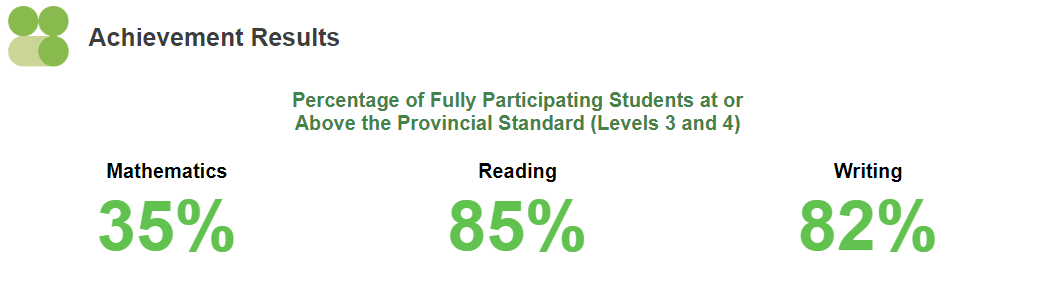 Achievement Results
Percentage of Fully Participating Students at or
Above the Provincial Standard (Levels 3 and 4)
Mathematics
Reading
Writing
35%
85%
82%